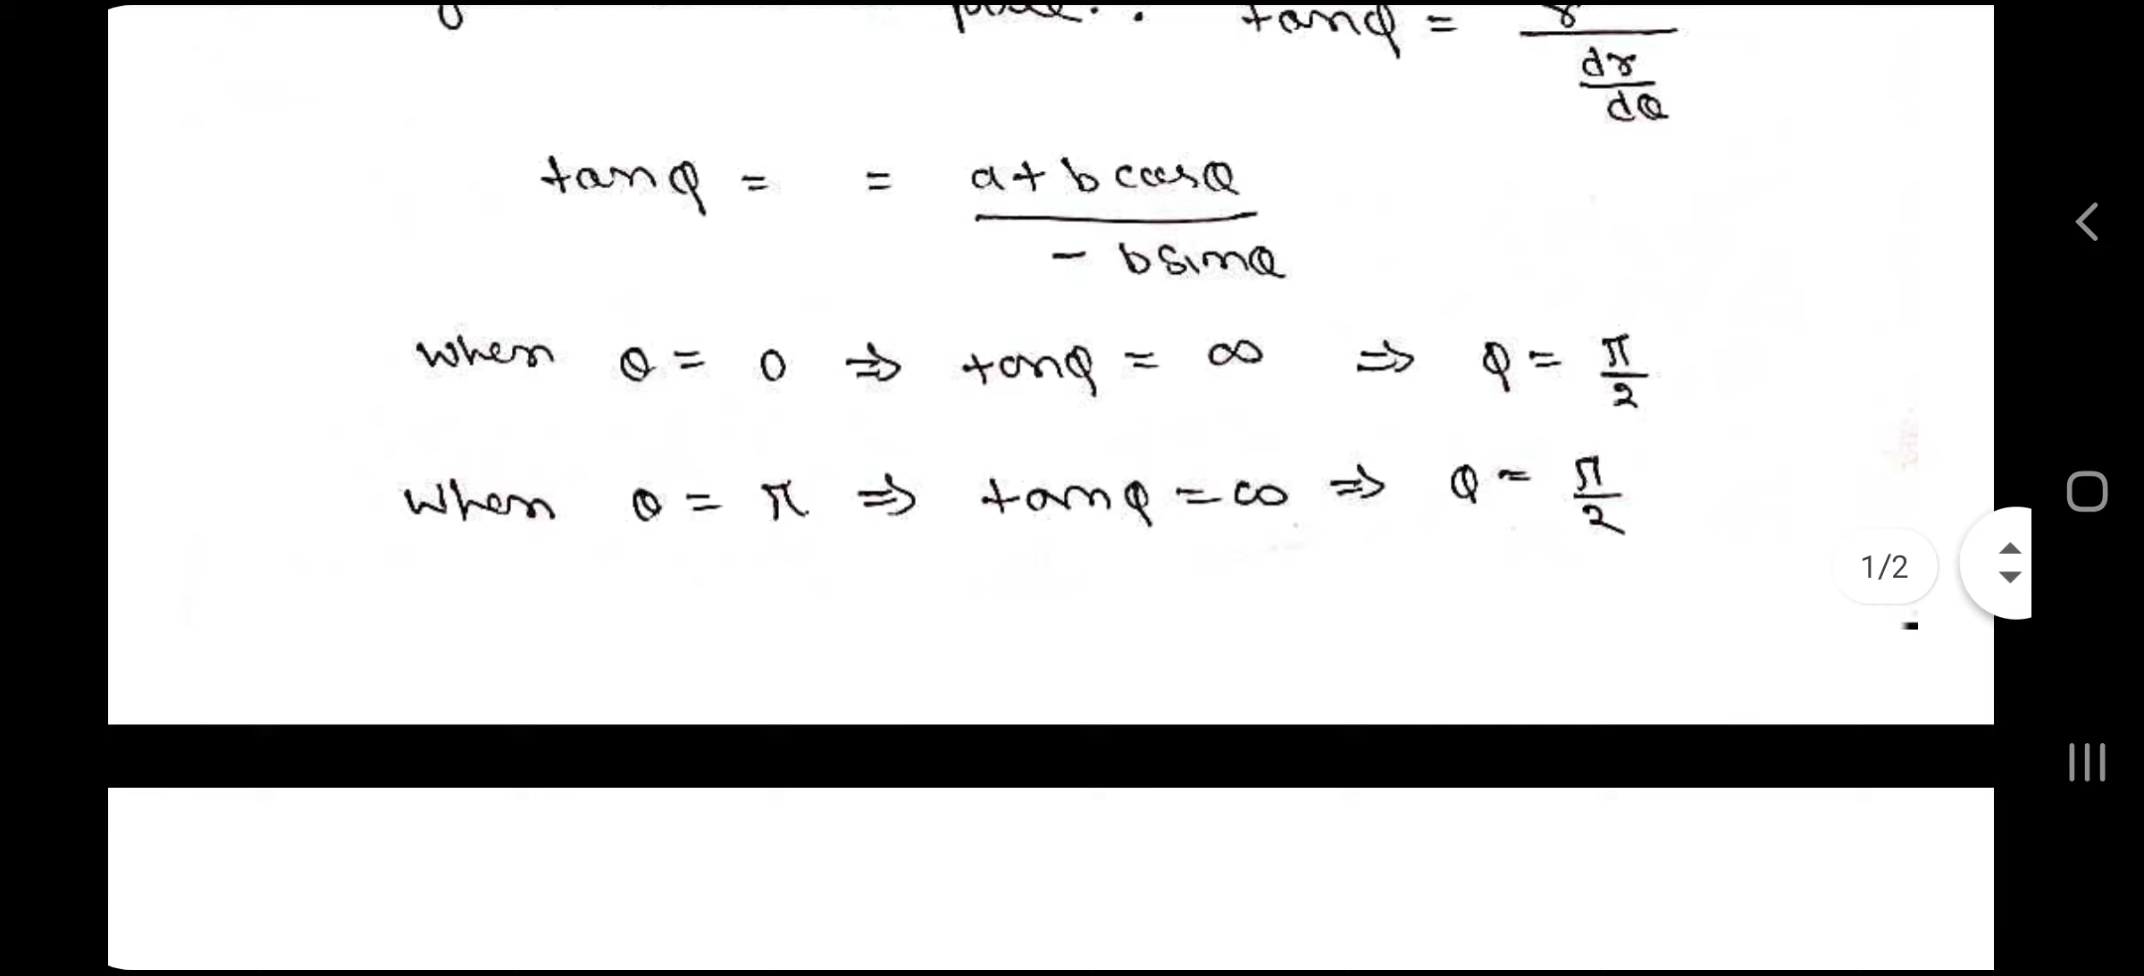 tanφ = r
dr
dθ
tanφ = = a + b cosθ
- b sinθ
when θ = 0 ⇒ tanφ = ∞ ⇒ φ = π/2
when θ = π ⇒ tanφ = ∞ ⇒ φ = π/2
1/2